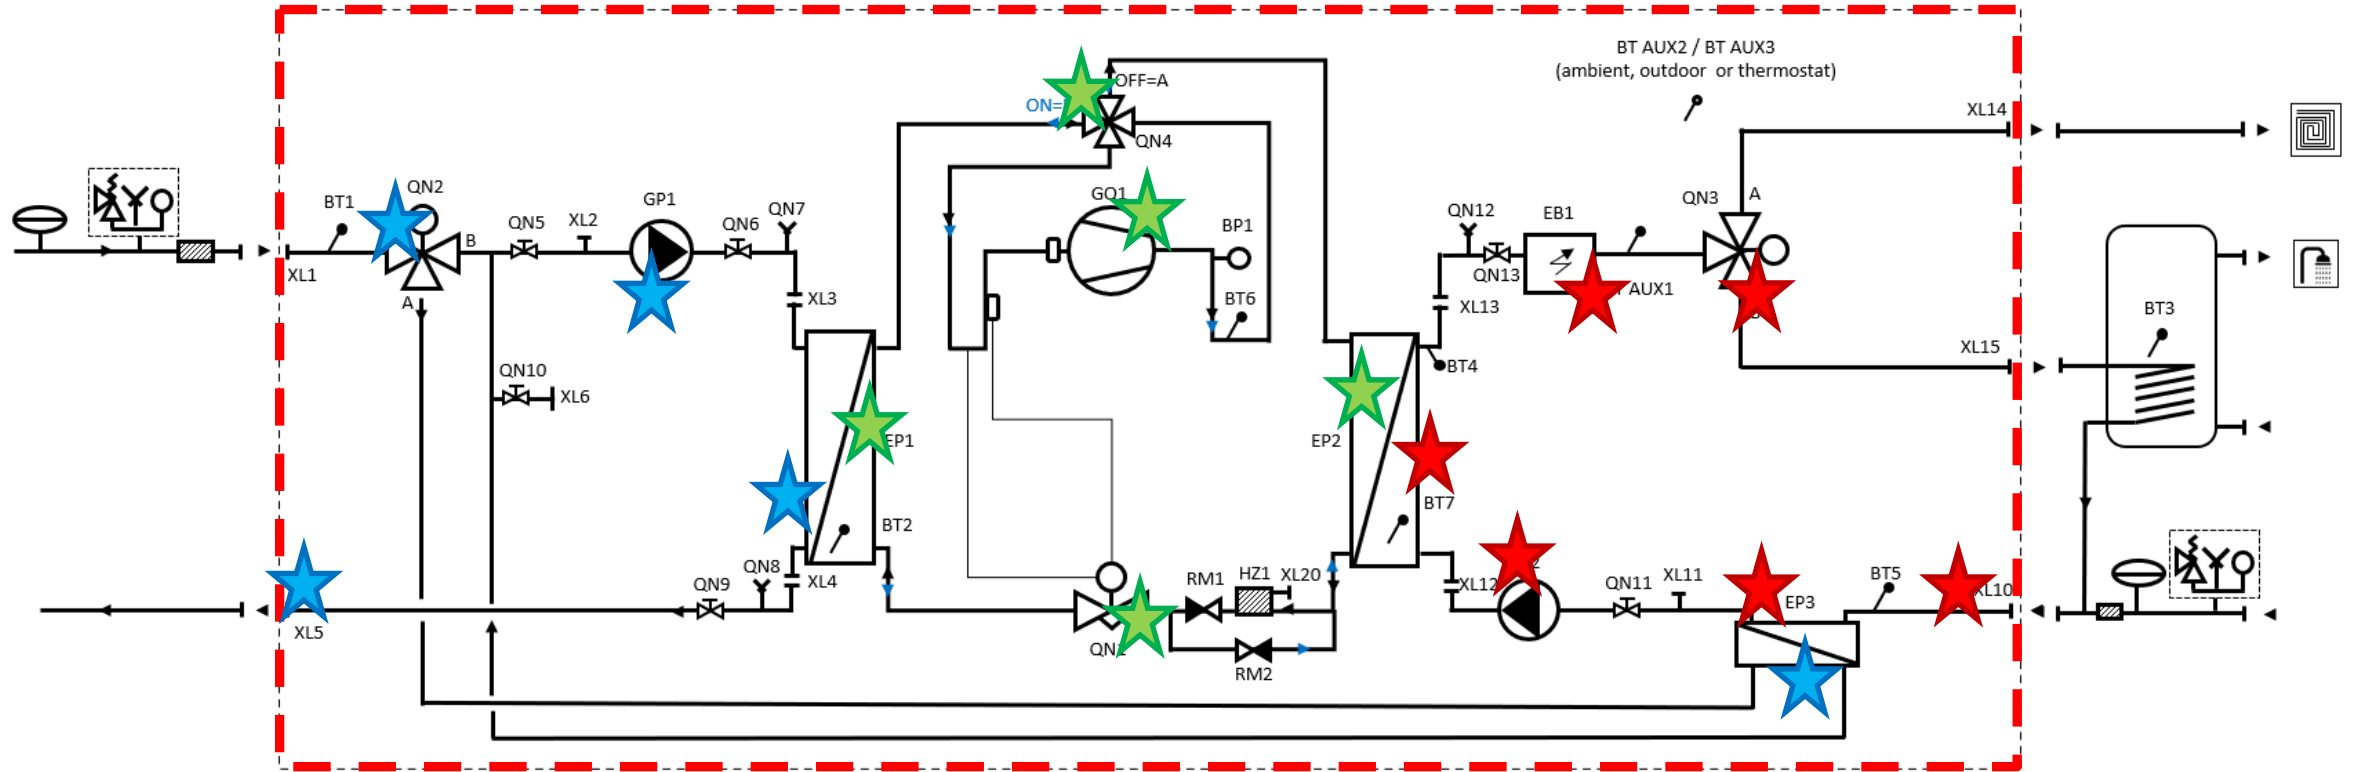 BT AUX2 / BT AUX3
(ambient, outdoor or thermostat)
OFF=A
ON=
QN4
XL14
QN2
BT1
GP1
QN5
XL2
QN6
QN7
GQ1
BP1
QN12
EB1
QN3
A
B
XL1
A
XL3
BT6
QN13
XL13
AUX1
BT3
XL15
QN10
XL6
BT4
EP1
EP2
BT7
BT2
QN8
QN9
XL4
RM1
HZ1
XL20
XL12
QN11
XL11
EP3
BT5
XL10
XL5
RM2